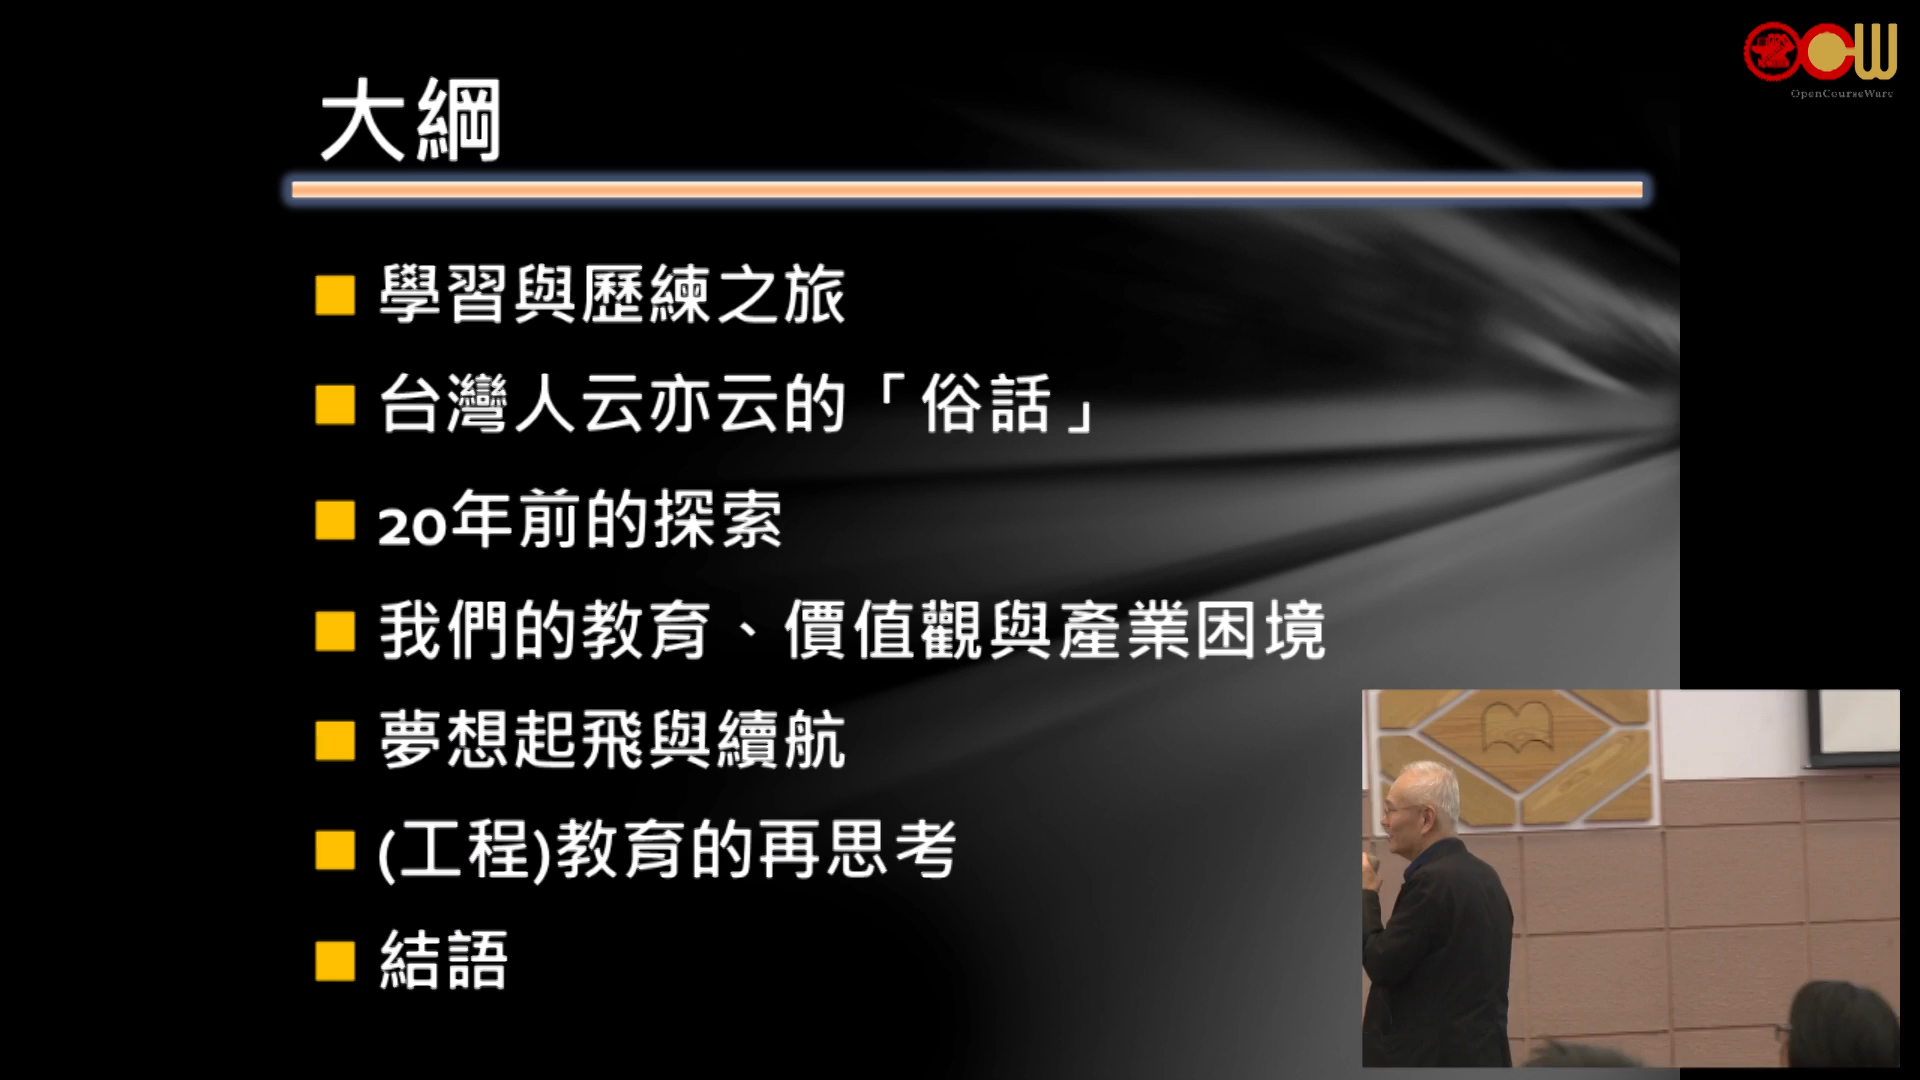 大綱
學習與歷練之旅
台灣人云亦云的「俗話」
20年前的探索
我們的教育、價值觀與產業困境
夢想起飛與續航
(工程)教育的再思考
結語
OCW
OpenCourseWare